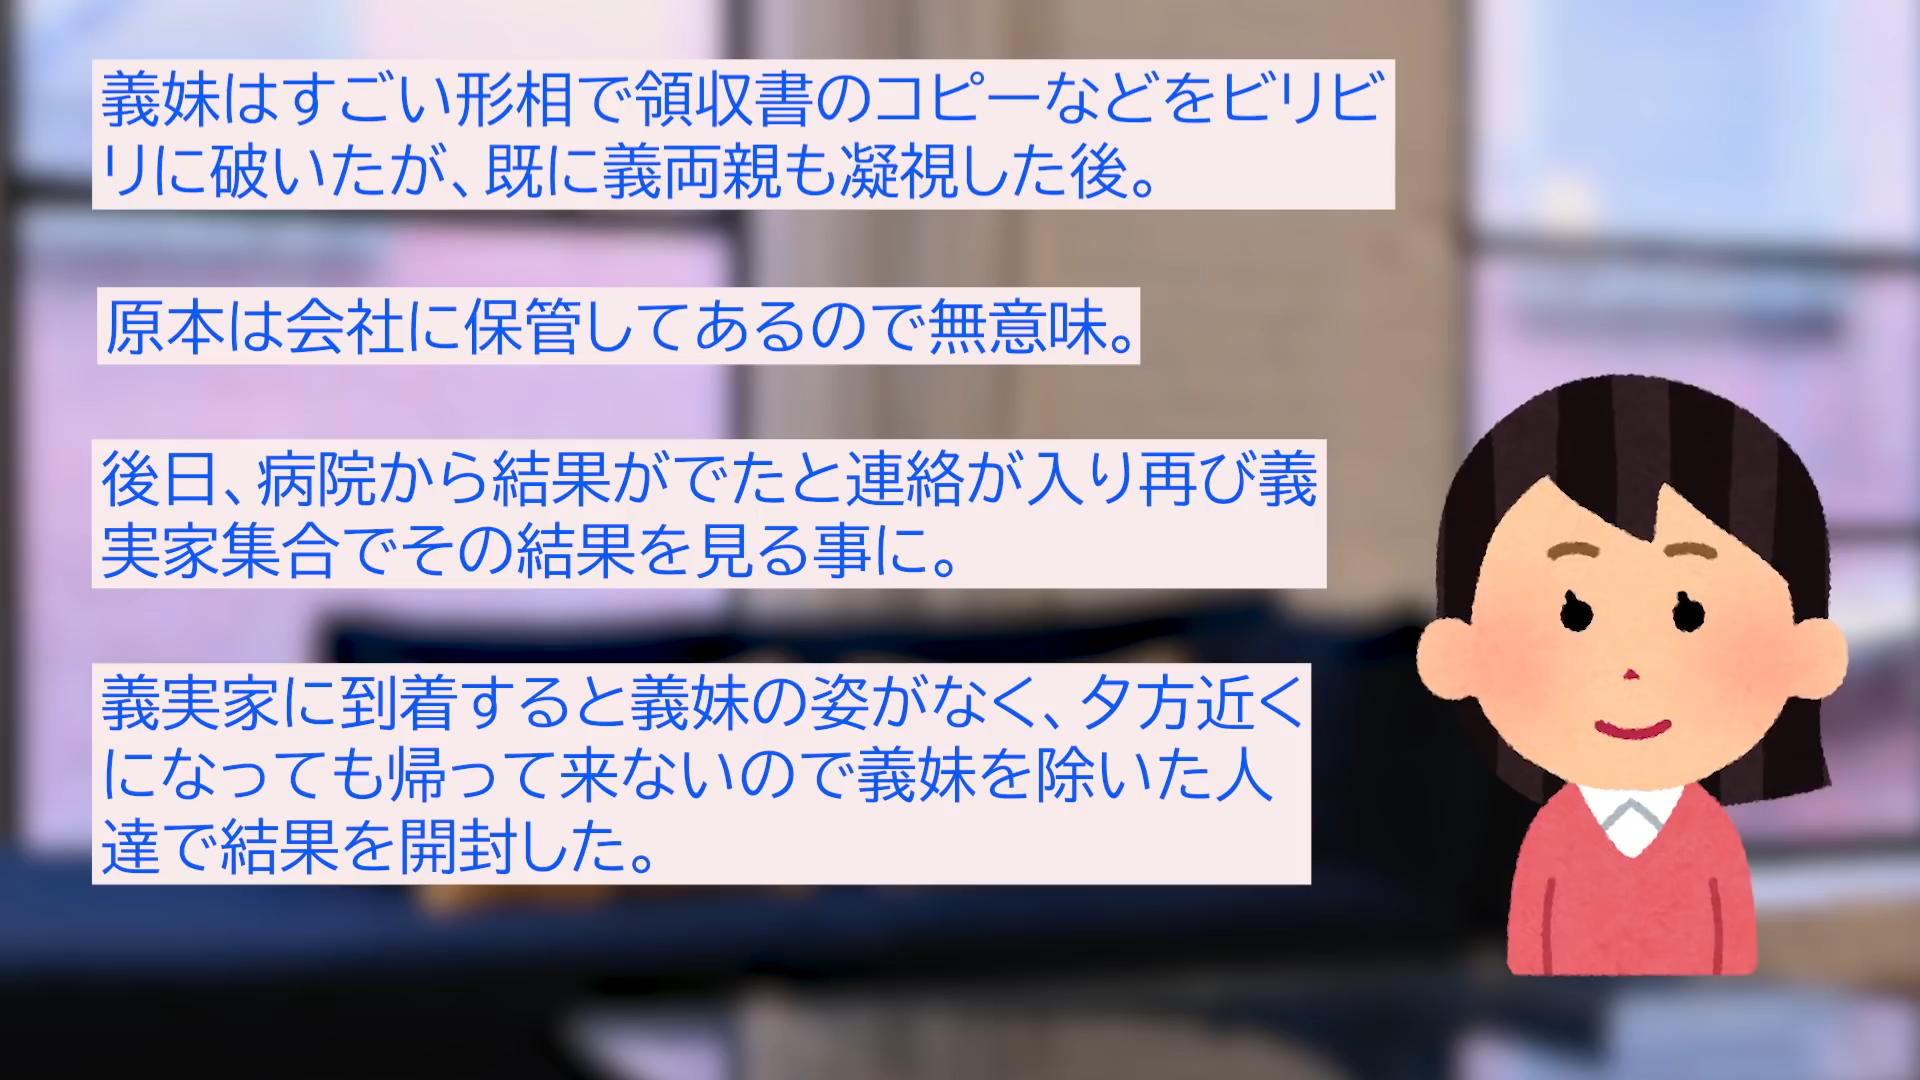 義妹はすごい形相で領収書のコピーなどをビリビ
リに破いたが、既に義両親も凝視した後。
原本は会社に保管してあるので無意味。
後日、病院から結果がでたと連絡が入り再び義
実家集合でその結果を見る事に。
義実家に到着すると義妹の姿がなく、夕方近く
になっても帰って来ないので義妹を除いた人
達で結果を開封した。